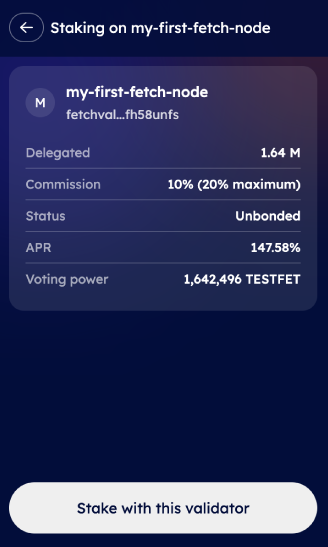 Staking on my-first-fetch-node
M
my-first-fetch-node
fetchval...fh58unfs
Delegated 1.64 M
Commission 10% (20% maximum)
Status Unbonded
APR 147.58%
Voting power 1,642,496 TESTFET
Stake with this validator